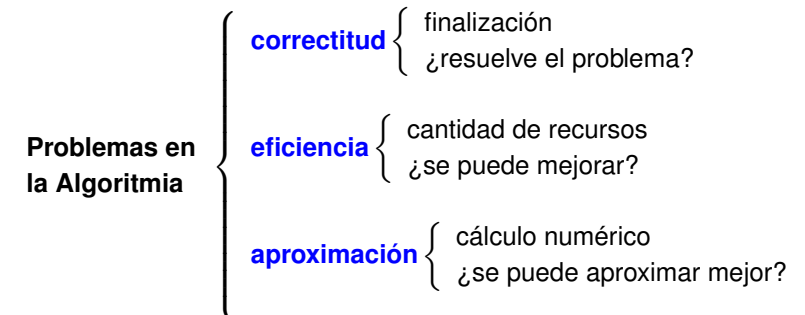 correctitud
finalización
¿resuelve el problema?
Problemas en
la Algoritmia
eficiencia
cantidad de recursos
¿se puede mejorar?
aproximación
cálculo numérico
¿se puede aproximar mejor?